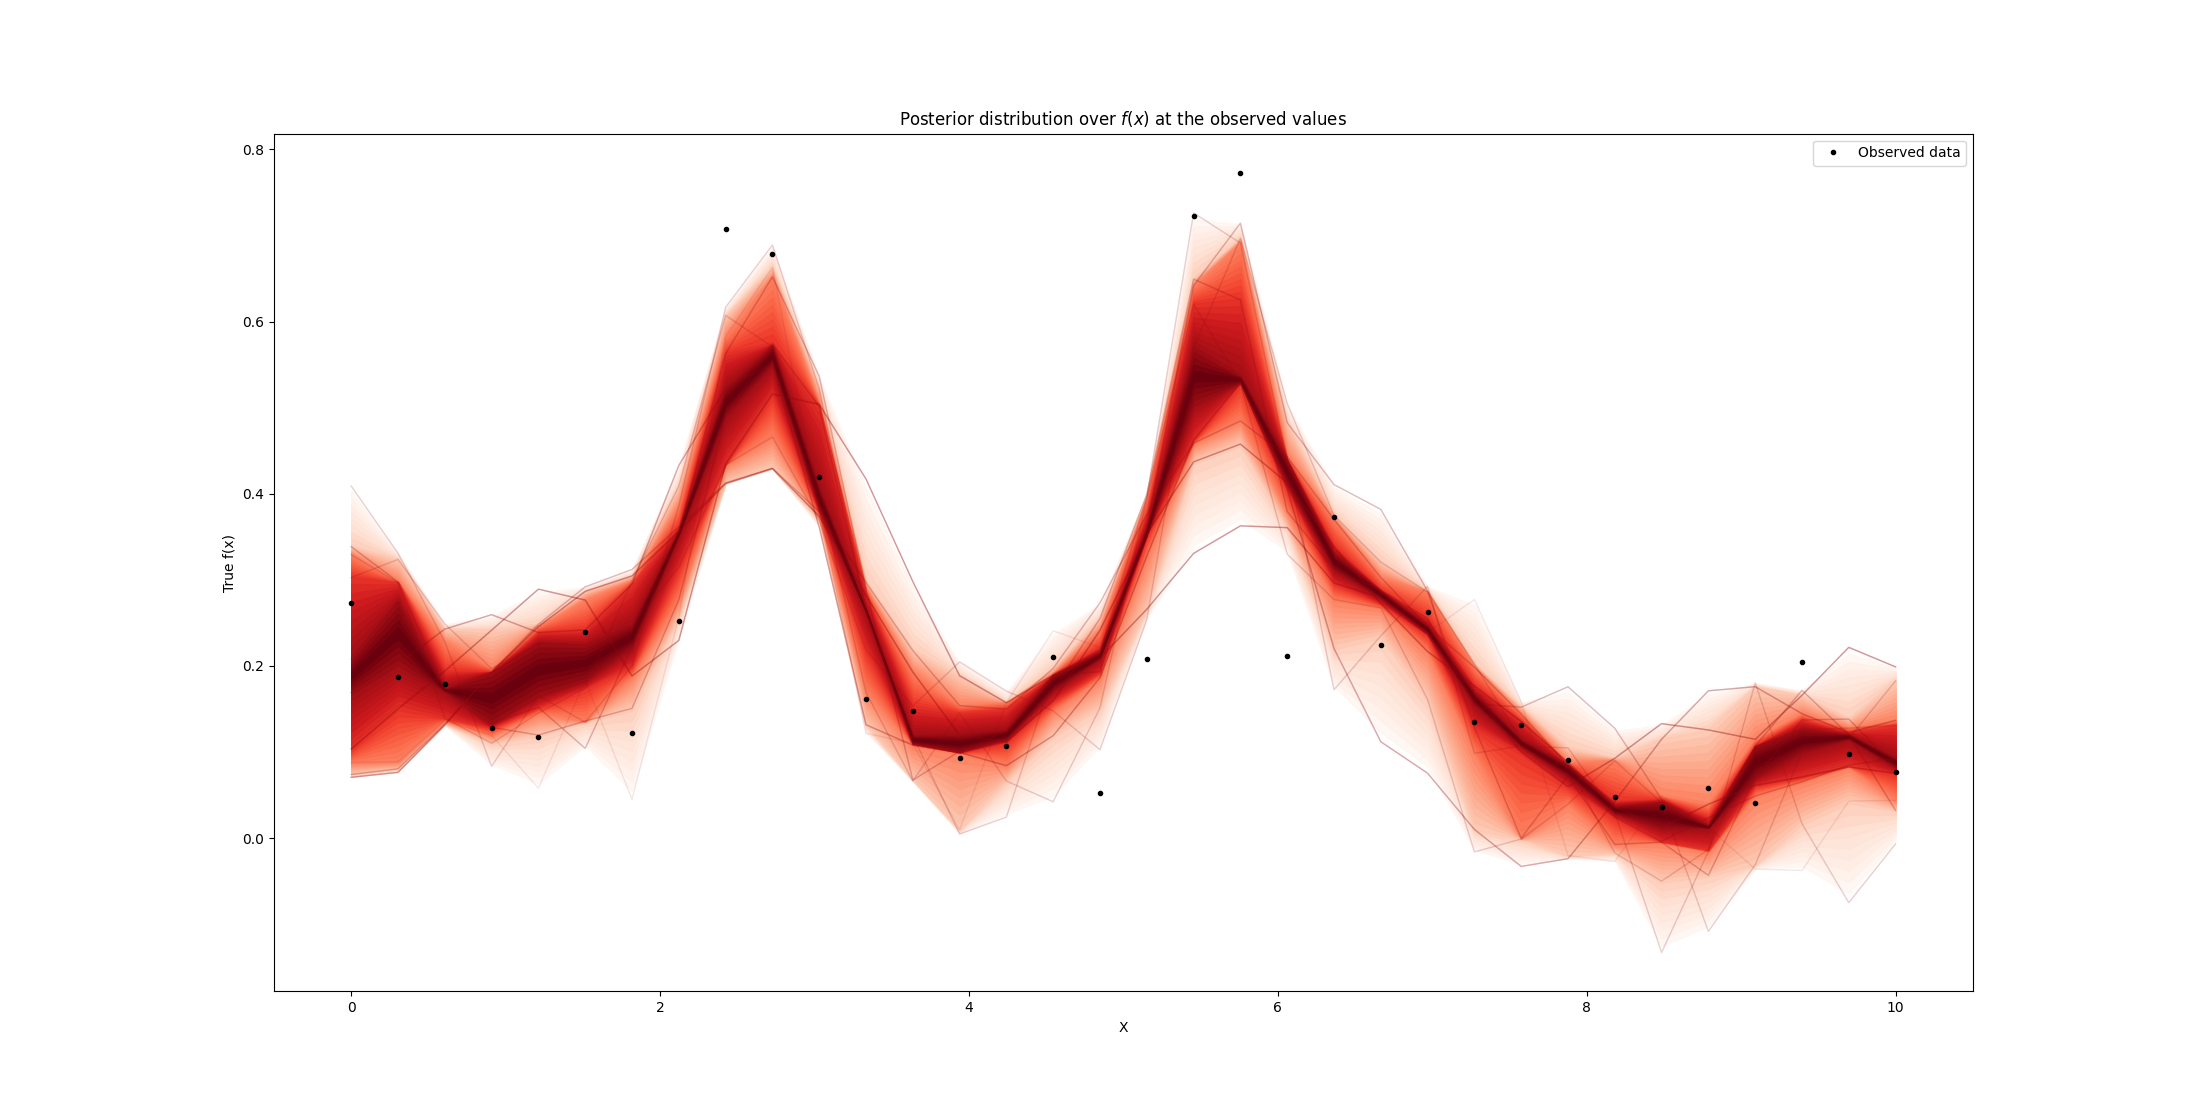 Posterior distribution over f(x) at the observed values
Observed data
True f(x)
0.8
0.6
0.4
0.2
0.0
0 2 4 6 8 10
X